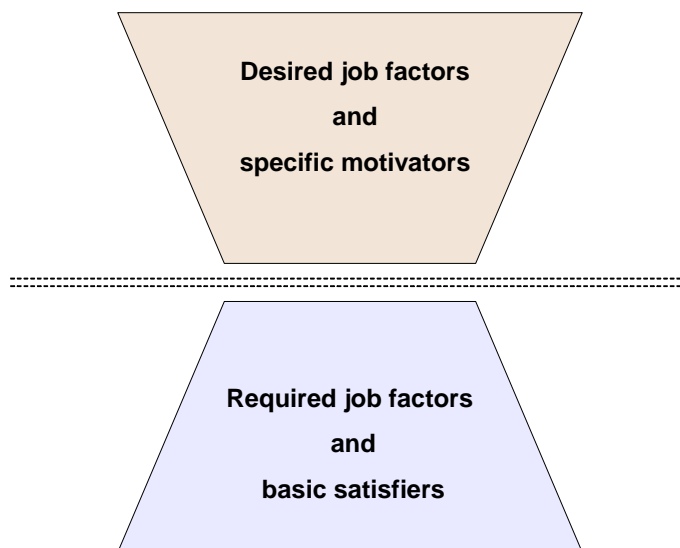 Desired job factors
and
specific motivators
Required job factors
and
basic satisfiers